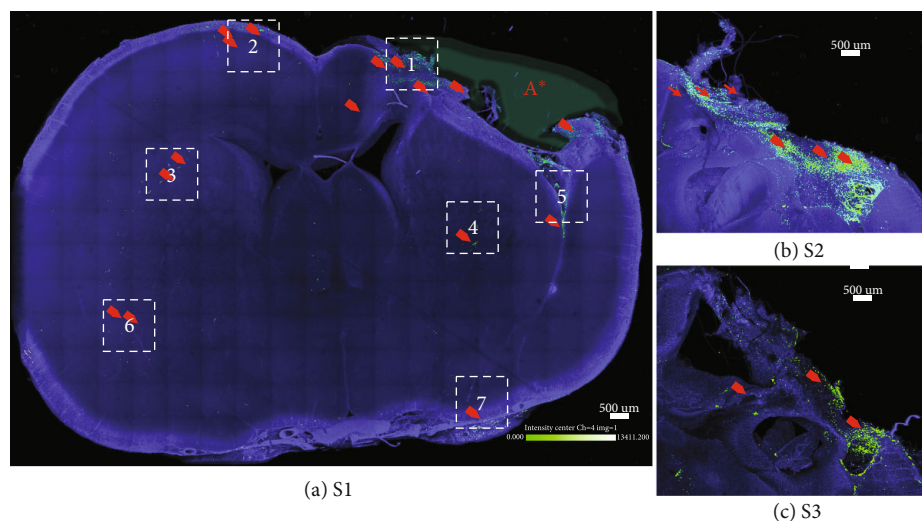 2
1
A*
500 um
3
5
4
6
7
500 um
Intensity center Ch=4 img=1
0.000
13411.200
(a) S1
(b) S2
500 um
(c) S3